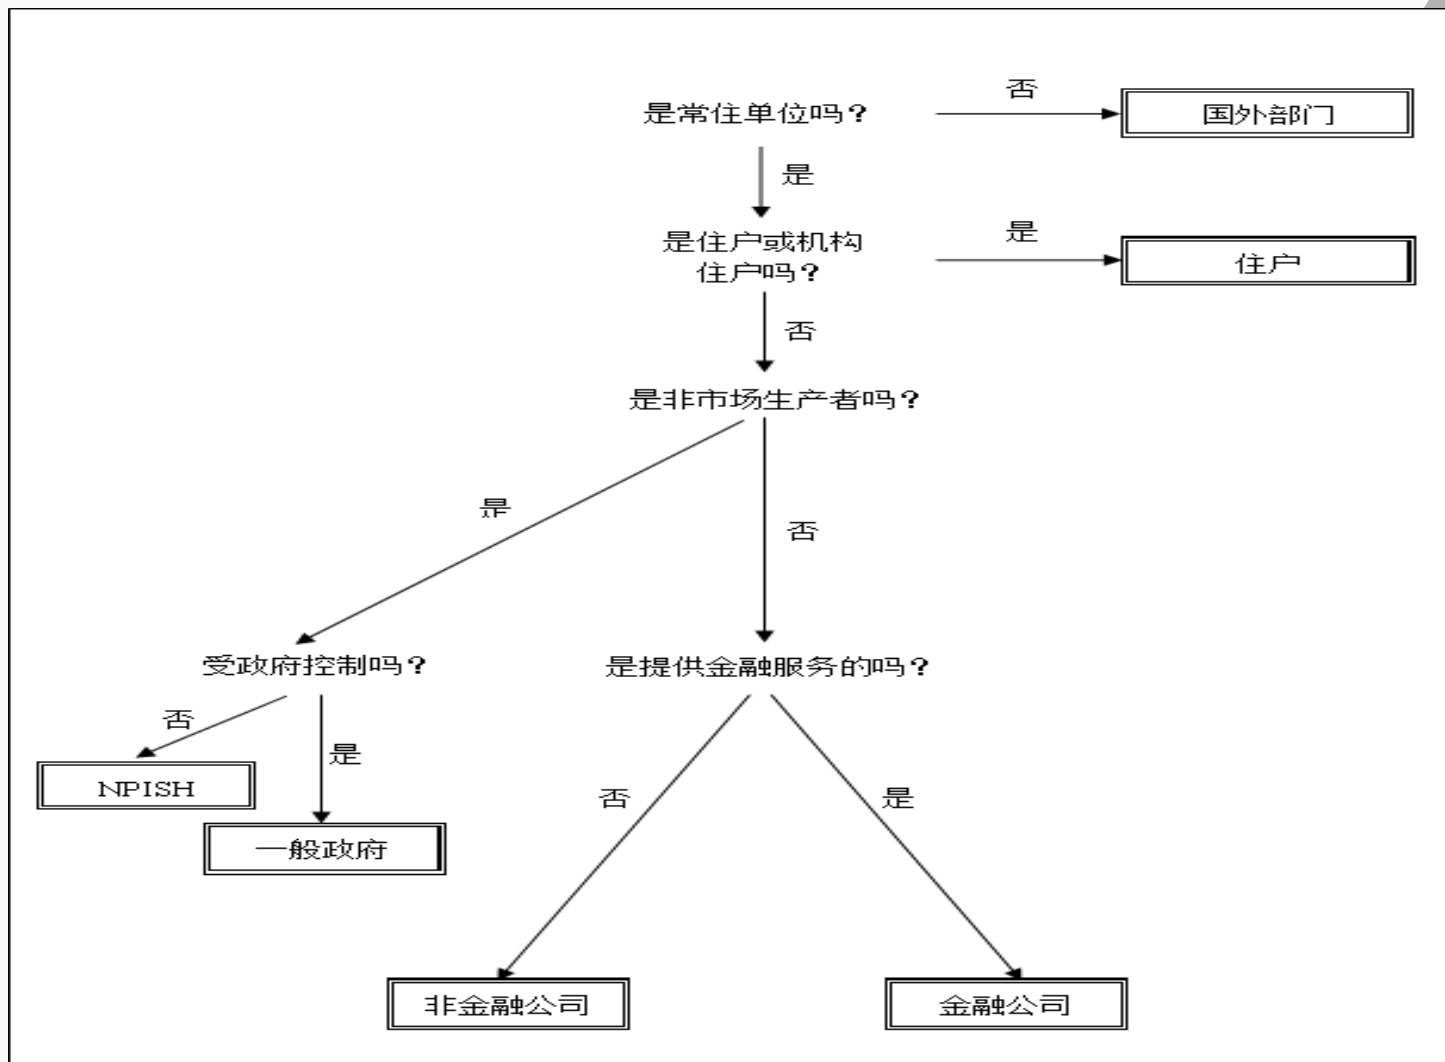 否
是常住单位吗？
国外部门
是
是住户或机构
住户吗？
是
住户
否
是非市场生产者吗？
是
否
受政府控制吗？
是提供金融服务的吗？
否
是
NPISH
否
是
一般政府
非金融公司
金融公司